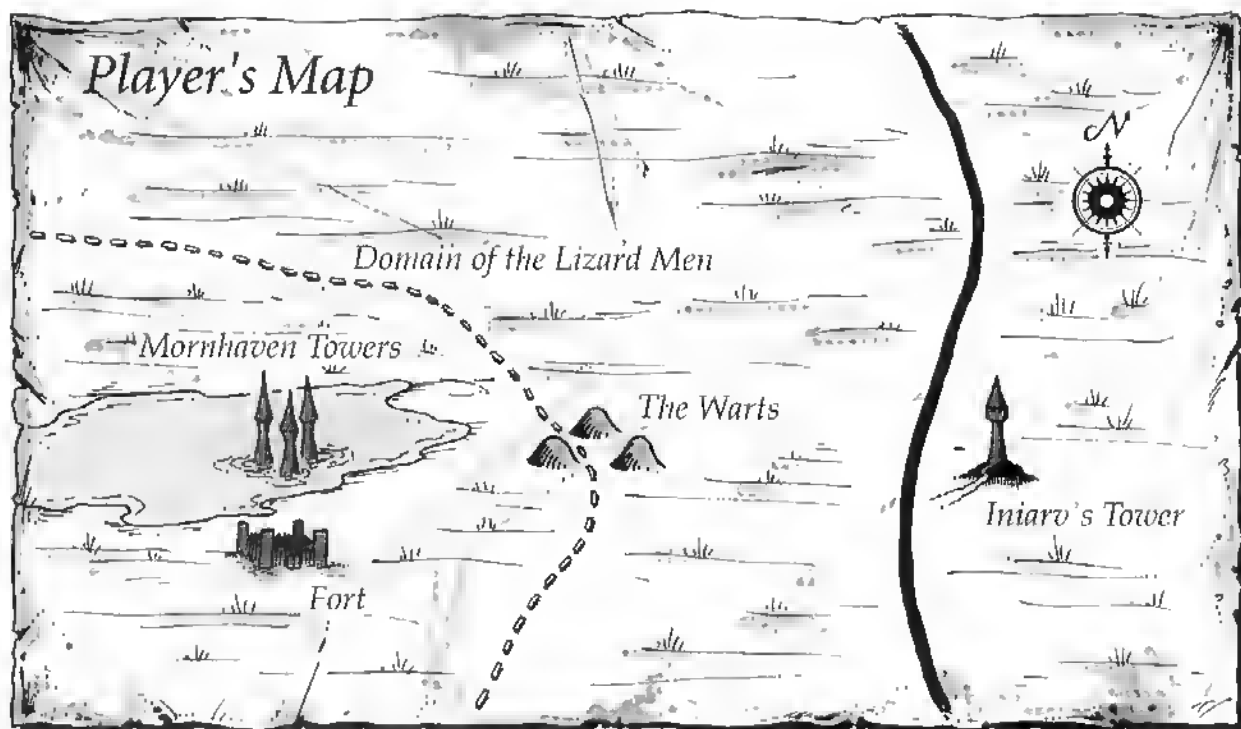 Player's Map
N
Domain of the Lizard Men
Mornhaven Towers
The Warts
Iniarv's Tower
Fort